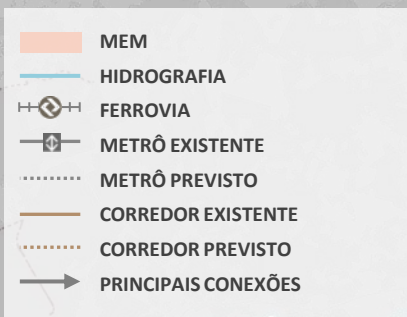 MEM
HIDROGRAFIA
FERROVIA
METRÔ EXISTENTE
METRÔ PREVISTO
CORREDOR EXISTENTE
CORREDOR PREVISTO
PRINCIPAIS CONEXÕES